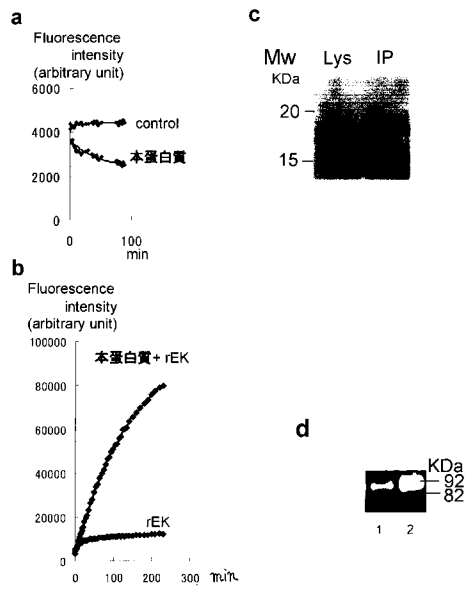 a
Fluorescence
intensity
(arbitrary unit)
6000
4000
2000
0
control
本蛋白質
0
100
min
b
Fluorescence
intensity
(arbitrary unit)
100000
80000
60000
40000
20000
0
本蛋白質 + rEK
rEK
0
100
200
300
min
c
Mw
Lys
IP
KDa
20
15
d
KDa
92
82
1
2